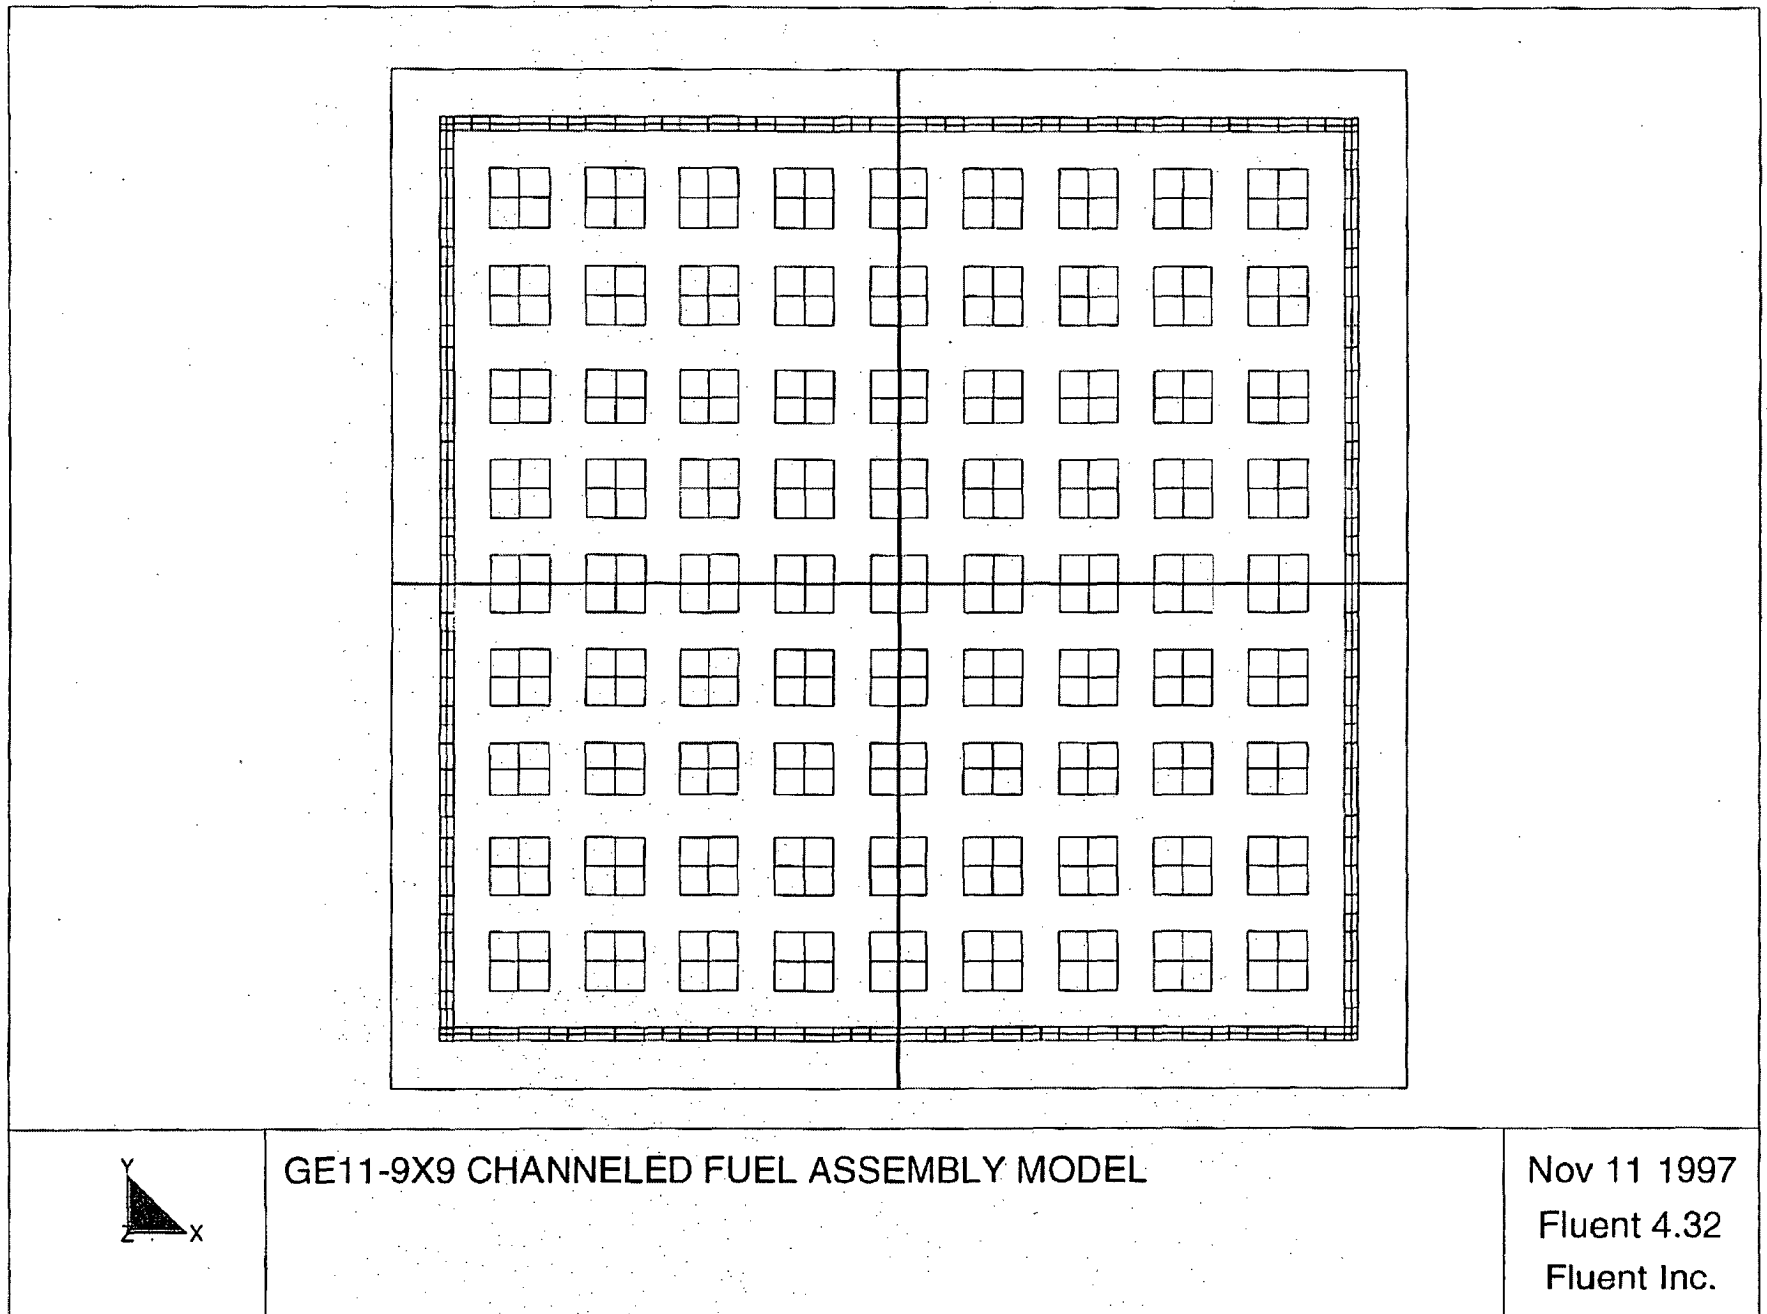 Y
Z
X
GE11-9X9 CHANNELED FUEL ASSEMBLY MODEL
Nov 11 1997
Fluent 4.32
Fluent Inc.